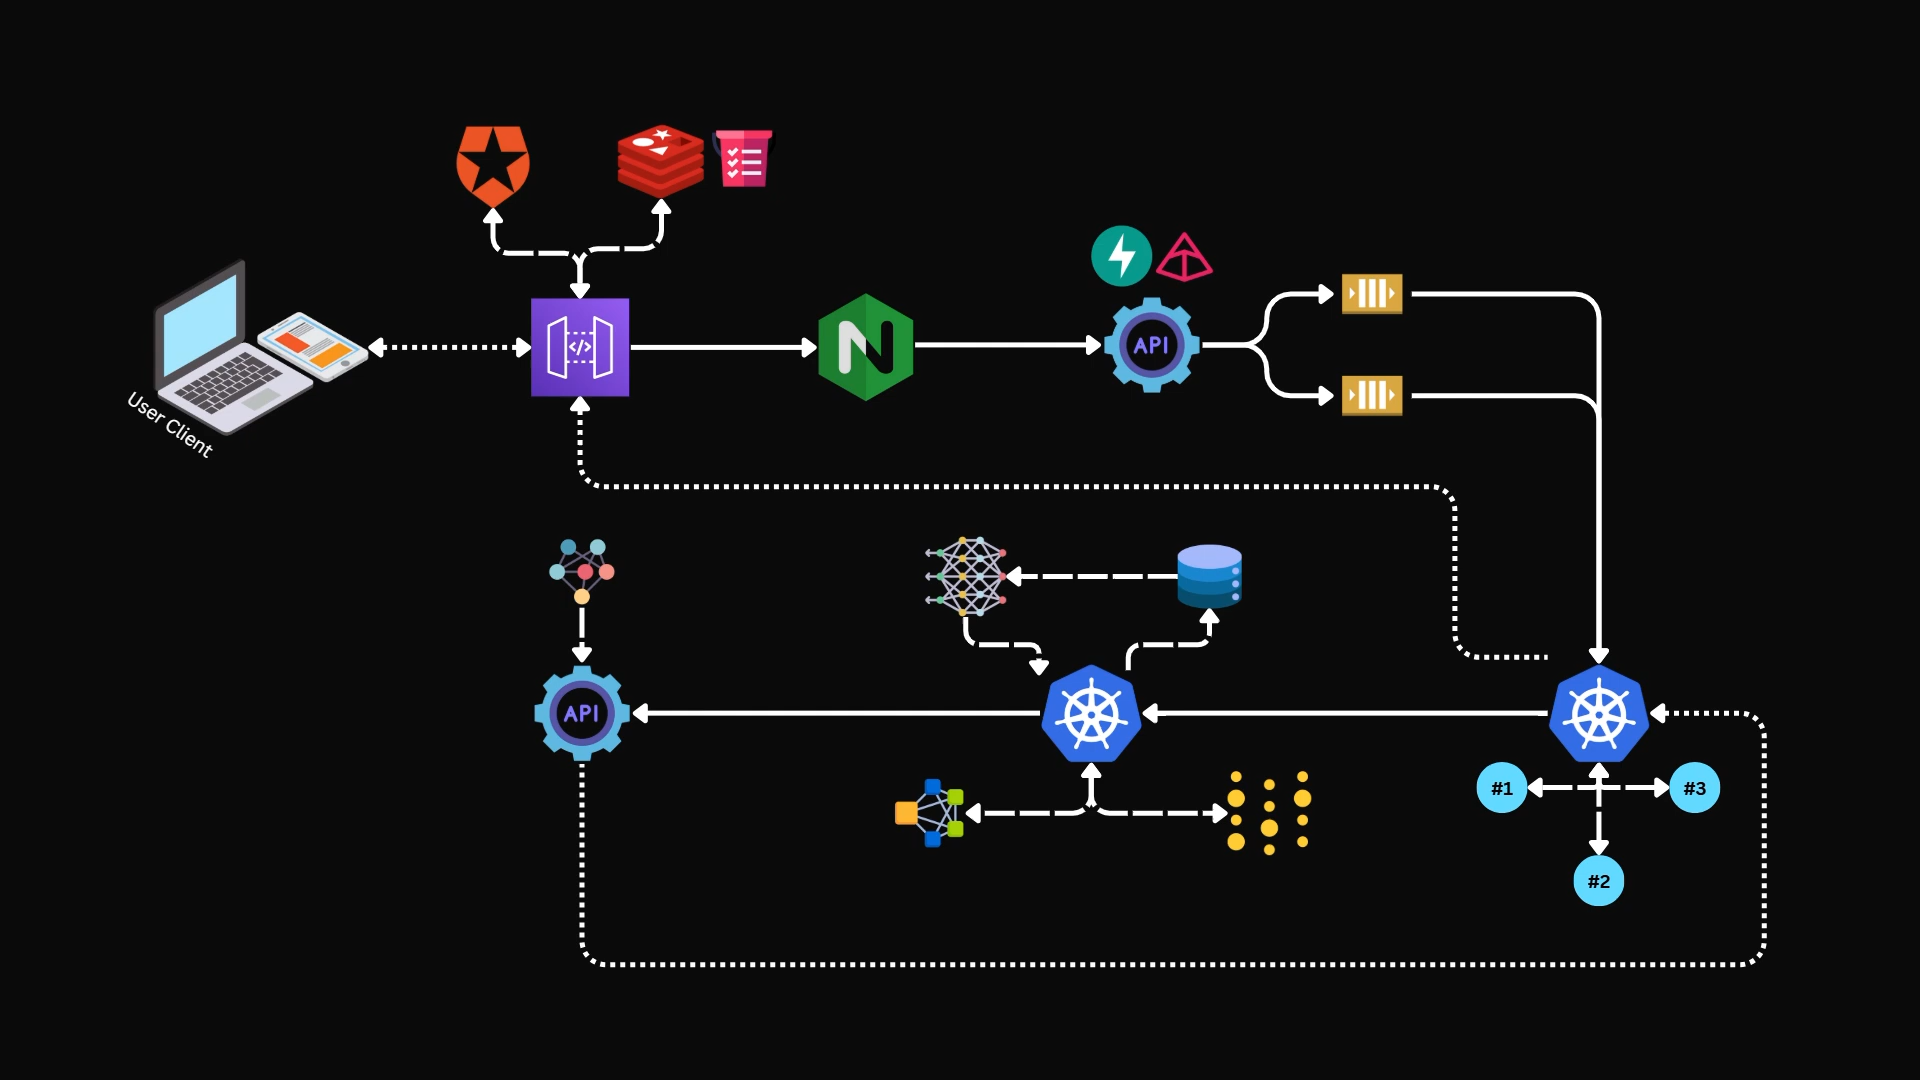 User Client
</>
API
API
#1
#3
#2